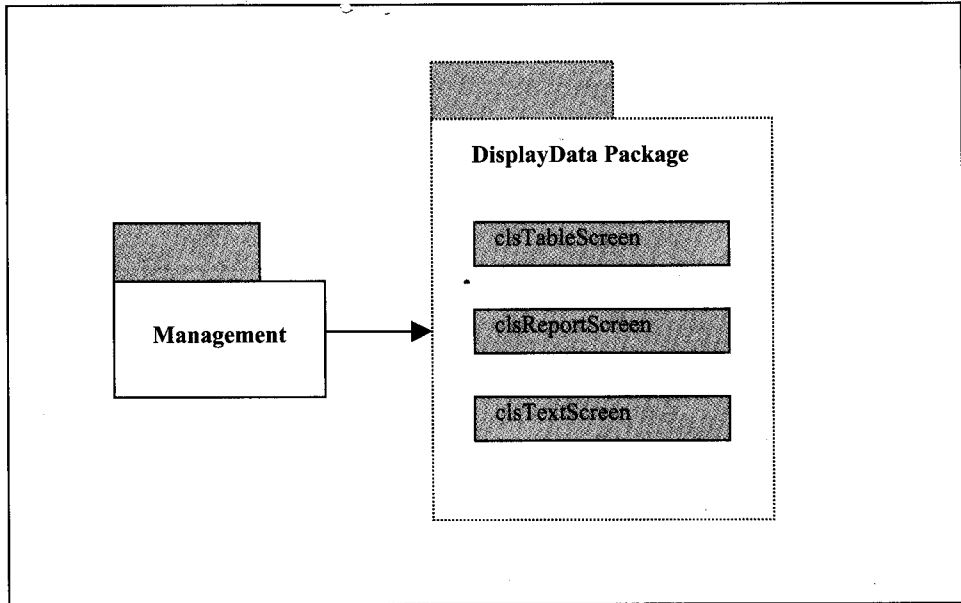 DisplayData Package
clsTableScreen
Management
clsReportScreen
clsTextScreen